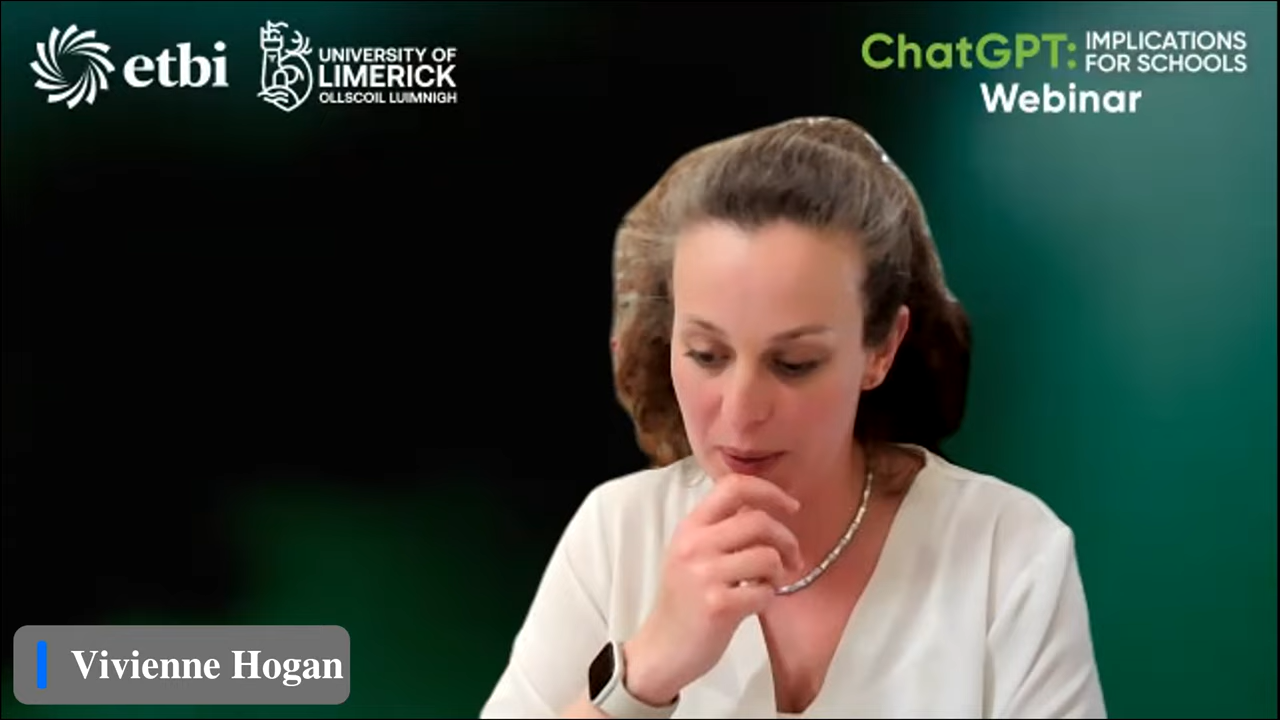 etbi
UNIVERSITY OF
LIMERICK
OLLSCOIL LUIMNIGH
ChatGPT: IMPLICATIONS
FOR SCHOOLS
Webinar
Vivienne Hogan